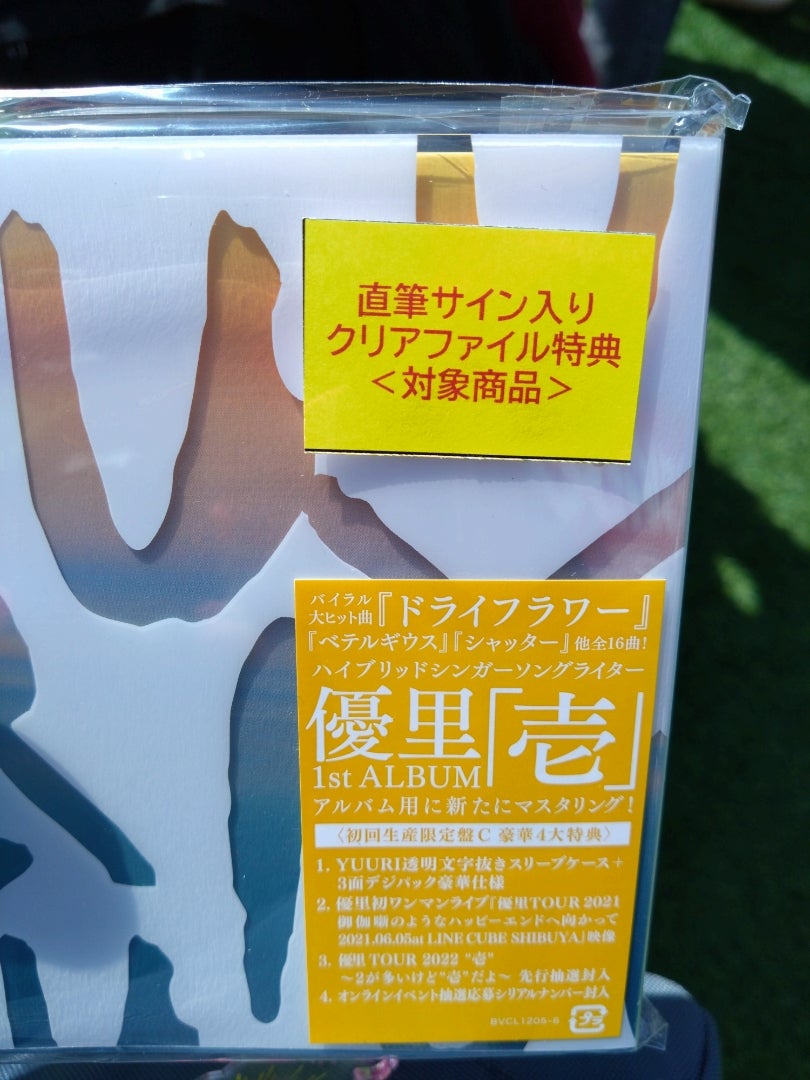 直筆サイン入り
クリアファイル特典
＜対象商品＞
バイラル
大ヒット曲『ドライフラワー』
『ベテルギウス』『シャッター』他全16曲!
ハイブリッドシンガーソングライター
優里「壱」
1st ALBUM
アルバム用に新たにマスタリング!
〈初回生産限定盤C 豪華4大特典〉
1. YUURI透明文字抜きスリーブケース+
3面デジパック豪華仕様
2. 優里初ワンマンライブ『優里TOUR 2021
御伽噺のようなハッピーエンドへ向かって
2021.06.05at LINE CUBE SHIBUYA』映像
3. 優里 TOUR 2022 "壱"
～2が多いけど"壱"だよ～ 先行抽選封入
4. オンラインイベント抽選応募シリアルナンバー封入
BVCL1205-6